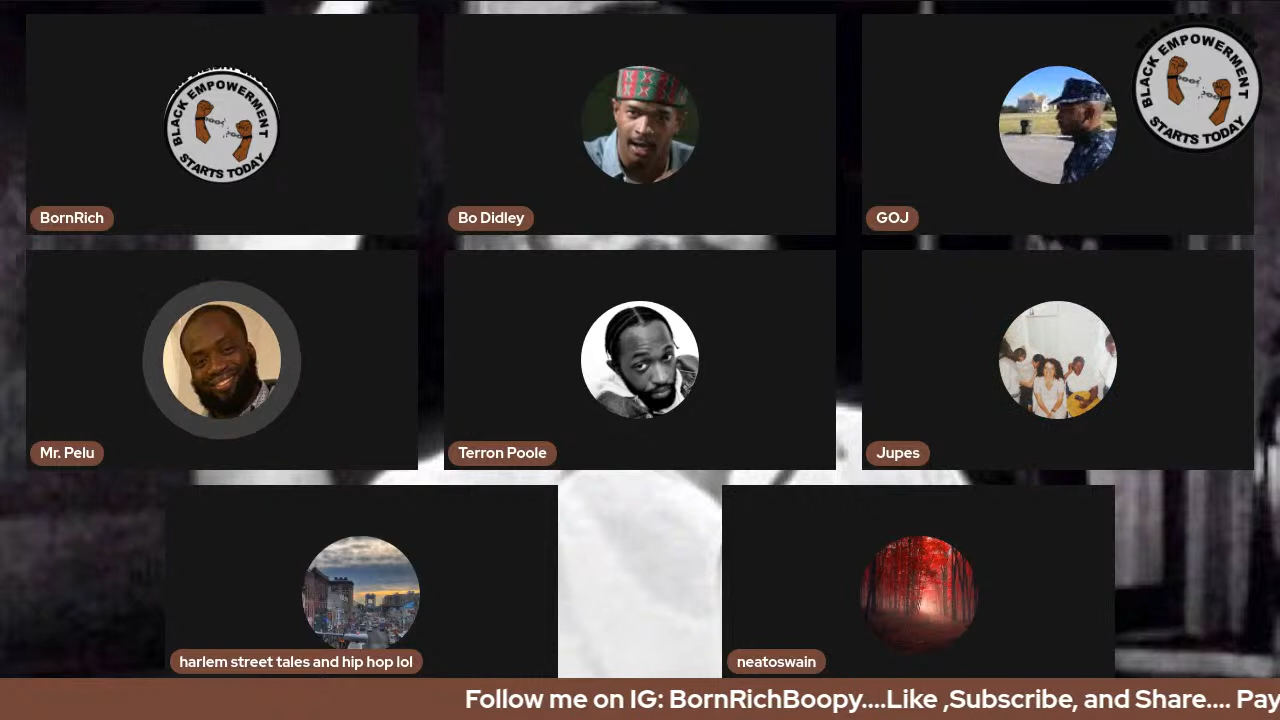 BLACK EMPOWERMENT
STARTS TODAY
BornRich
Bo Didley
GOJ
BLACK EMPOWERMENT
STARTS TODAY
Mr. Pelu
Terron Poole
Jupes
harlem street tales and hip hop lol
neatoswain
Follow me on IG: BornRichBoopy....Like ,Subscribe, and Share.... Pay